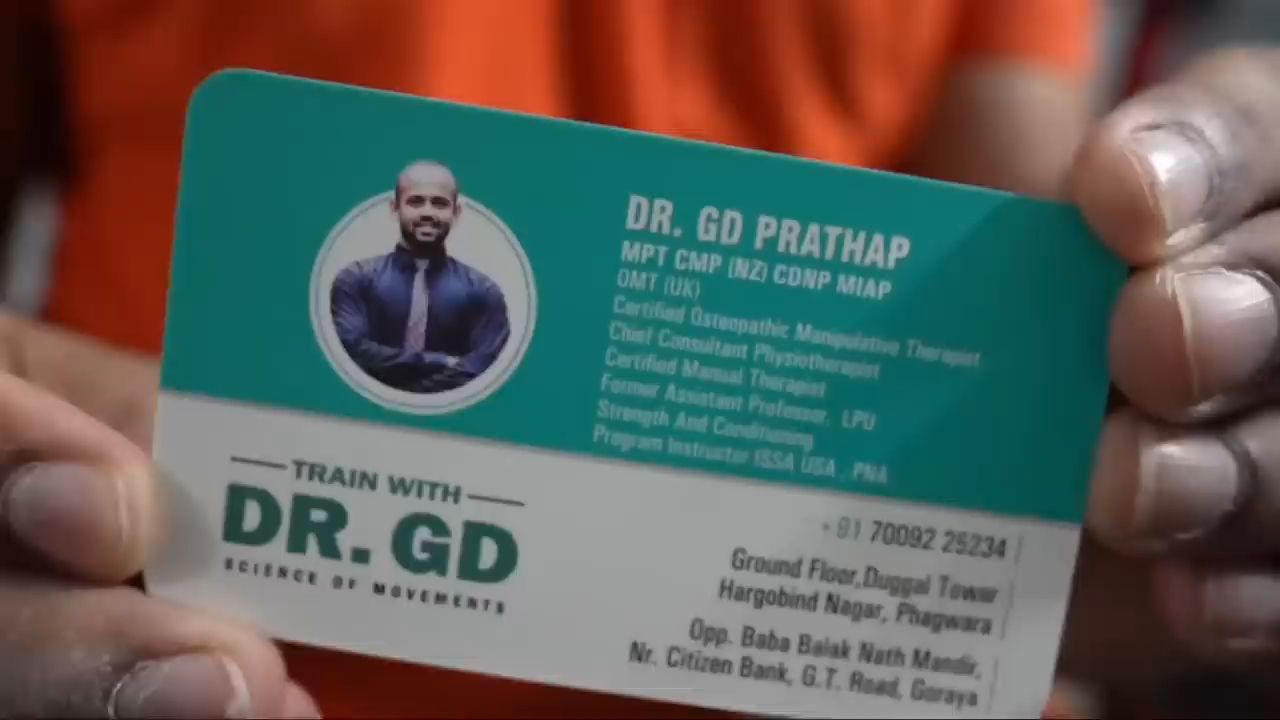 DR. GD PRATHAP
MPT CMP (NZ) CDNP MIAP
OMT (UK)
Certified Osteopathic Manipulative Therapist
Chief Consultant Physiotherapist
Certified Manual Therapist
Former Assistant Professor, LPU
Strength And Conditioning
Program Instructor ISSA USA, PNA
TRAIN WITH
DR. GD
SCIENCE OF MOVEMENTS
+91 70092 25234
Ground Floor, Duggal Tower
Hargobind Nagar, Phagwara
Opp. Baba Balak Nath Mandir,
Nr. Citizen Bank, G.T. Road, Goraya